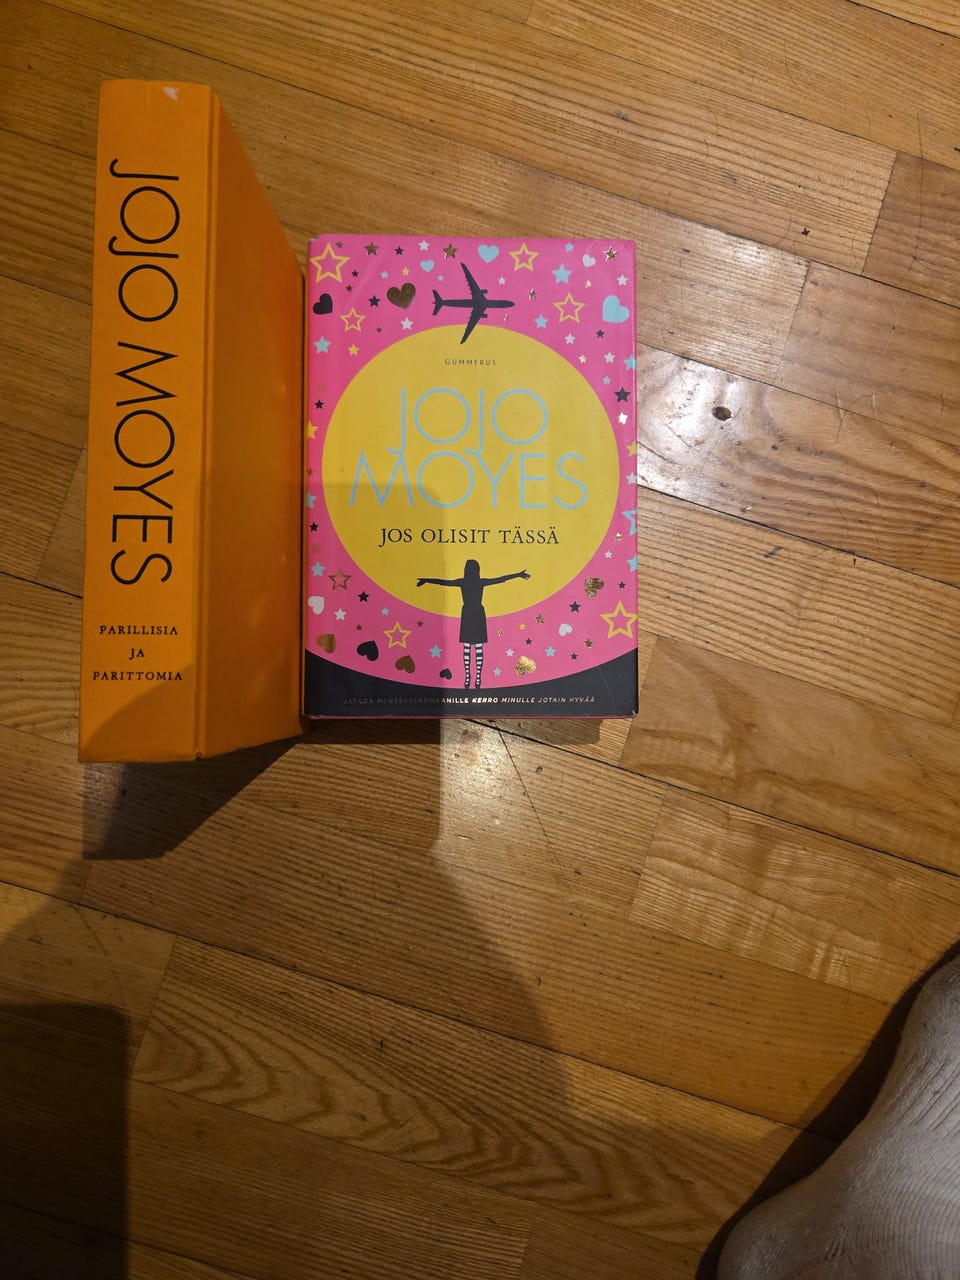 JOJO MOYES
PARILLISIA
JA
PARITTOMIA
GUMMERUS
JOJO
MOYES
JOS OLISIT TÄSSÄ
JATKOA MENESTYSROMAANILLE KERRO MINULLE JOTAIN HYVÄÄ